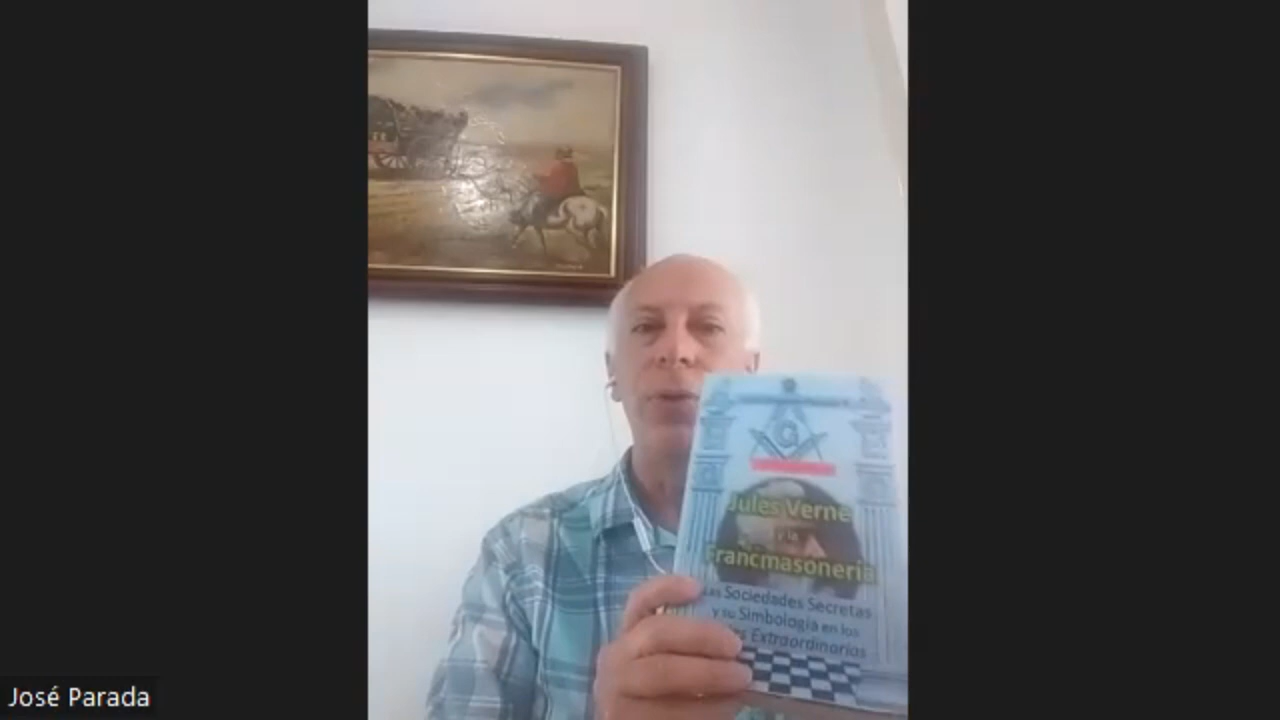 G
Jules Verne
y la
Francmasonería
Las Sociedades Secretas
y su Simbología en los
Extraordinarios
José Parada